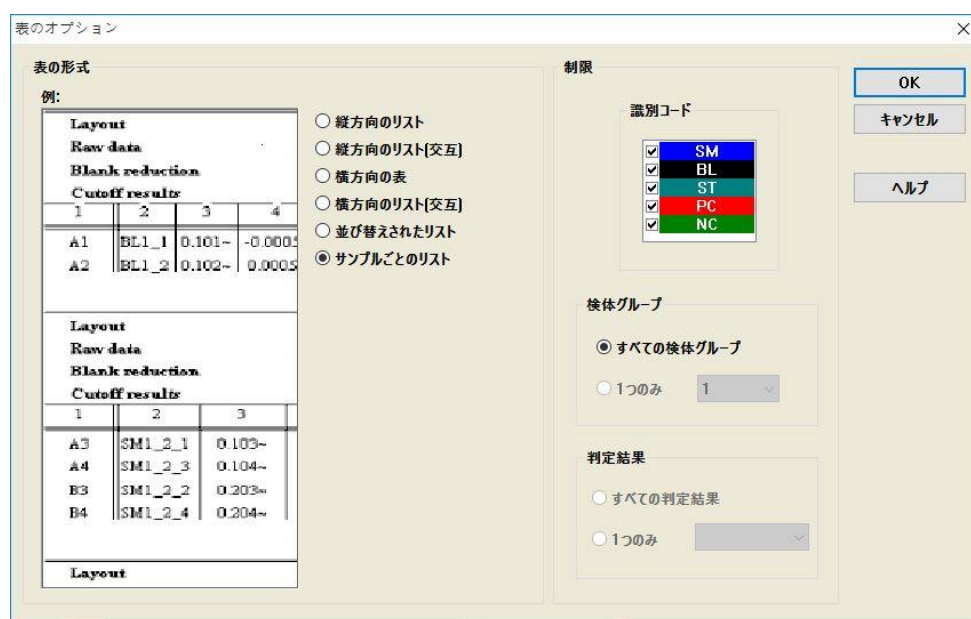 表のオプション
表の形式
例:
Layout
Raw data
Blank reduction
Cutoff results
1 2 3 4
A1 BL1_1 0.101~ -0.0005
A2 BL1_2 0.102~ 0.0005
Layout
Raw data
Blank reduction
Cutoff results
1 2 3
A3 SM1_2_1 0.103~
A4 SM1_2_3 0.104~
B3 SM1_2_2 0.203~
B4 SM1_2_4 0.204~
Layout
縦方向のリスト
縦方向のリスト(交互)
横方向の表
横方向のリスト(交互)
並び替えされたリスト
サンプルごとのリスト
制限
識別コード
SM
BL
ST
PC
NC
検体グループ
すべての検体グループ
1つのみ 1
判定結果
すべての判定結果
1つのみ
OK
キャンセル
ヘルプ